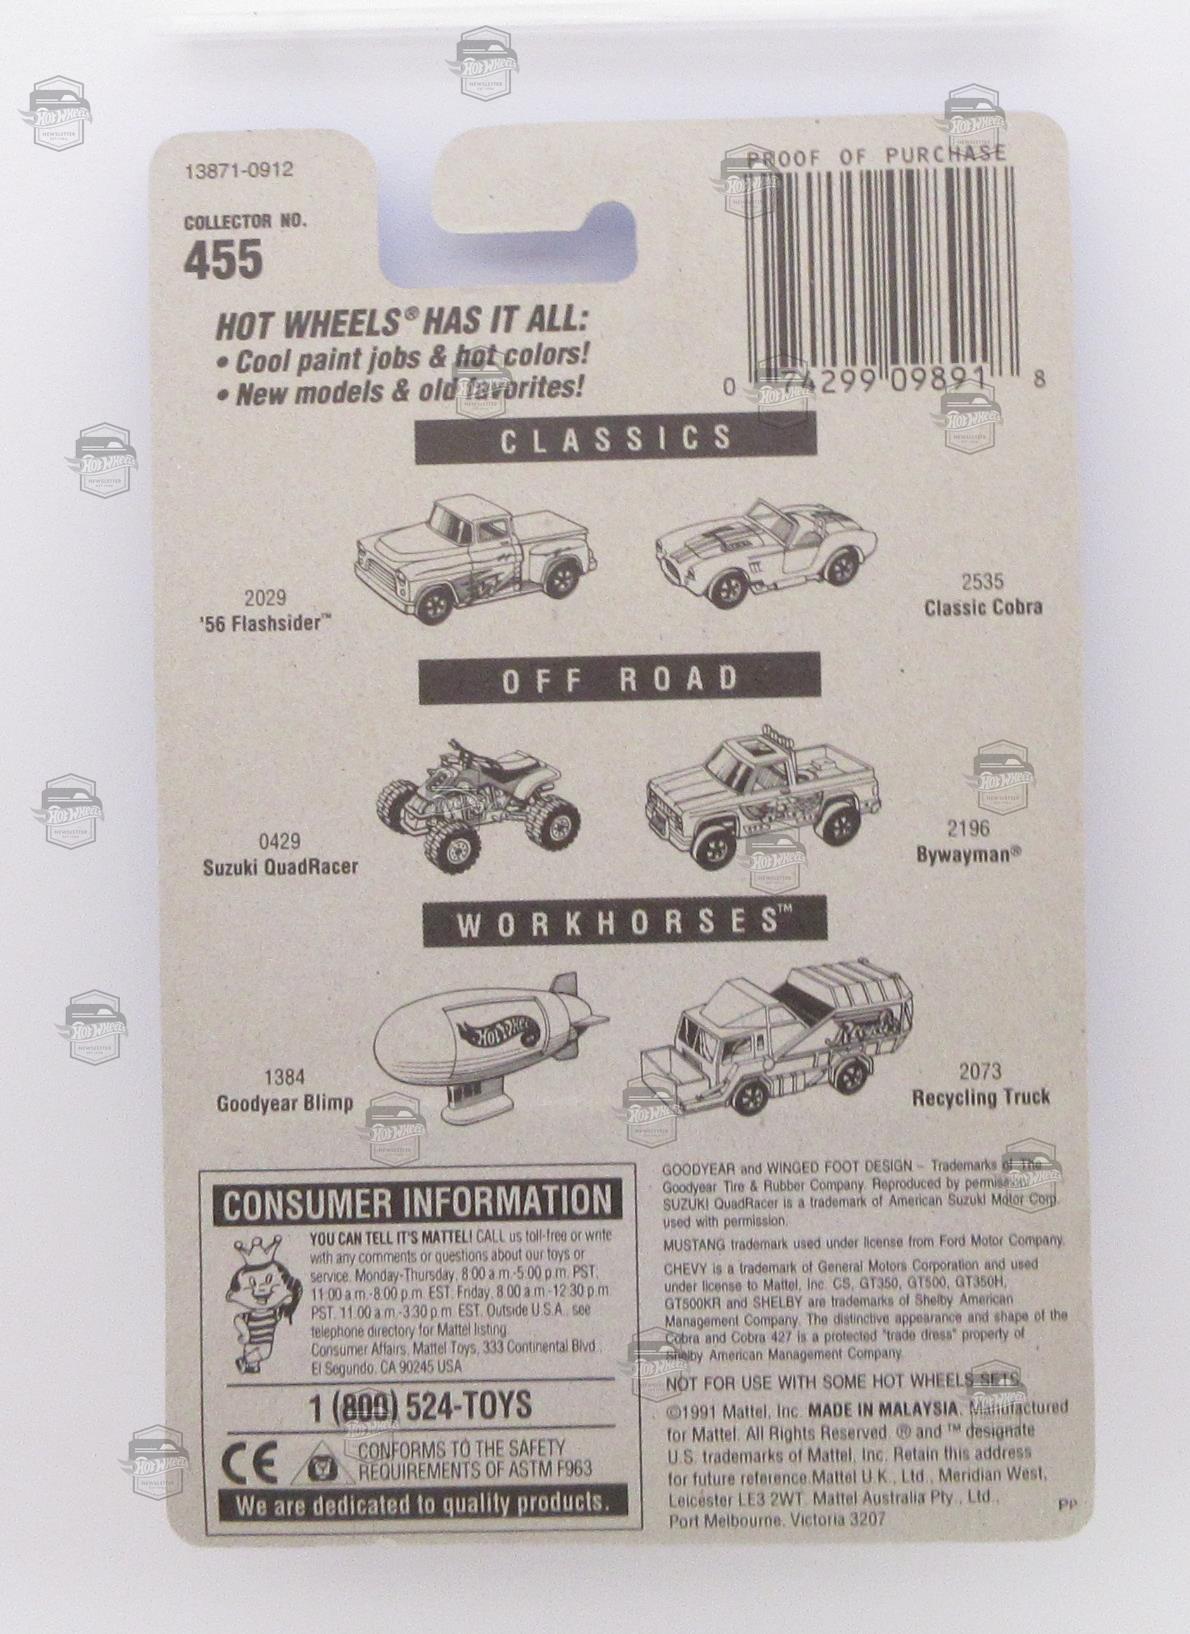 13871-0912
COLLECTOR NO.
455
PROOF OF PURCHASE
0 74299 09891 8
HOT WHEELS® HAS IT ALL:
• Cool paint jobs & hot colors!
• New models & old favorites!
CLASSICS
2029
'56 Flashsider™
2535
Classic Cobra
OFF ROAD
0429
Suzuki QuadRacer
2196
Bywayman®
WORKHORSES™
HOT WHEELS
1384
Goodyear Blimp
2073
Recycling Truck
CONSUMER INFORMATION
YOU CAN TELL IT'S MATTEL! CALL us toll-free or write
with any comments or questions about our toys or
service. Monday-Thursday, 8:00 a.m.-5:00 p.m. PST,
11:00 a.m.-8:00 p.m. EST. Friday, 8:00 a.m.-12:30 p.m.
PST. 11:00 a.m.-3:30 p.m. EST. Outside U.S.A., see
telephone directory for Mattel listing.
Consumer Affairs, Mattel Toys, 333 Continental Blvd.,
El Segundo, CA 90245 USA
1 (800) 524-TOYS
CE
CONFORMS TO THE SAFETY
REQUIREMENTS OF ASTM F963
We are dedicated to quality products.
GOODYEAR and WINGED FOOT DESIGN – Trademarks of The
Goodyear Tire & Rubber Company. Reproduced by permission.
SUZUKI QuadRacer is a trademark of American Suzuki Motor Corp.
used with permission.
MUSTANG trademark used under license from Ford Motor Company.
CHEVY is a trademark of General Motors Corporation and used
under license to Mattel, Inc. CS, GT350, GT500, GT350H,
GT500KR and SHELBY are trademarks of Shelby American
Management Company. The distinctive appearance and shape of the
Cobra and Cobra 427 is a protected "trade dress" property of
Shelby American Management Company.
NOT FOR USE WITH SOME HOT WHEELS SETS.
©1991 Mattel, Inc. MADE IN MALAYSIA. Manufactured
for Mattel. All Rights Reserved. ® and ™ designate
U.S. trademarks of Mattel, Inc. Retain this address
for future reference.Mattel U.K., Ltd., Meridian West,
Leicester LE3 2WT. Mattel Australia Pty., Ltd.,
Port Melbourne. Victoria 3207
PP